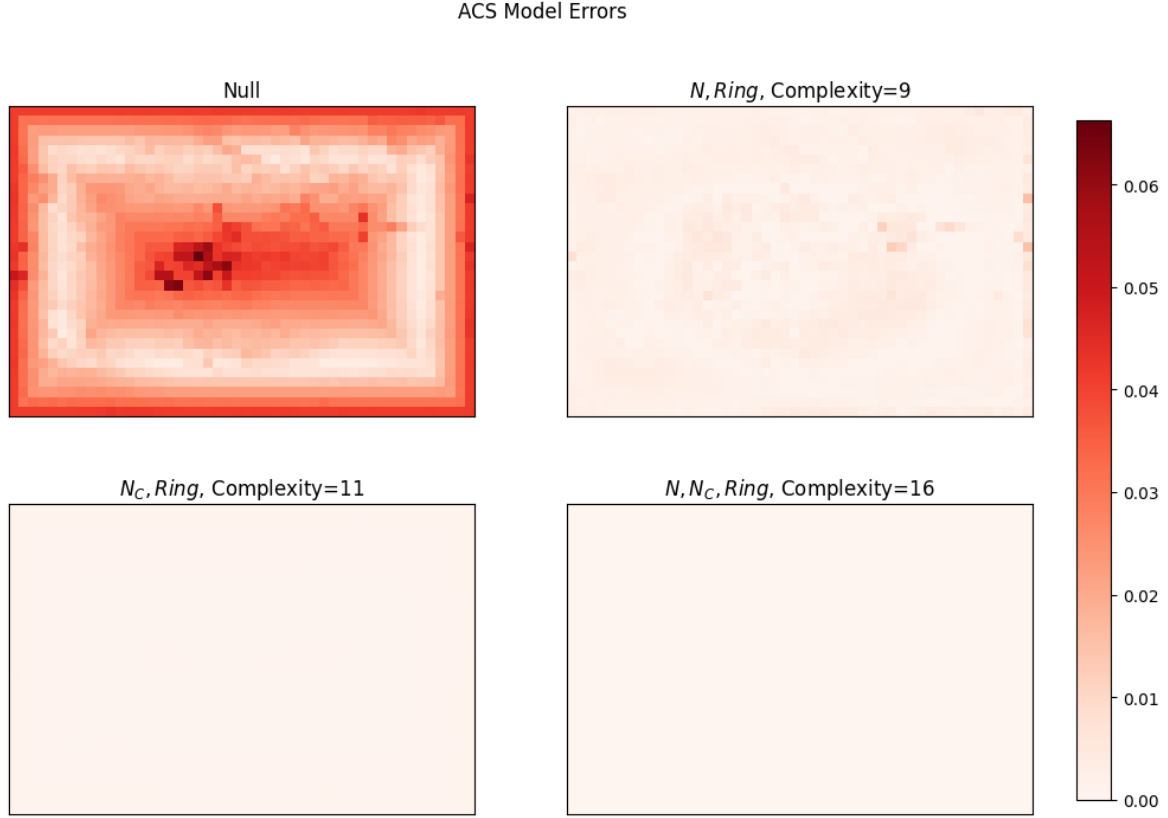 ACS Model Errors
Null
N, Ring, Complexity=9
N_C, Ring, Complexity=11
N, N_C, Ring, Complexity=16
0.06
0.05
0.04
0.03
0.02
0.01
0.00